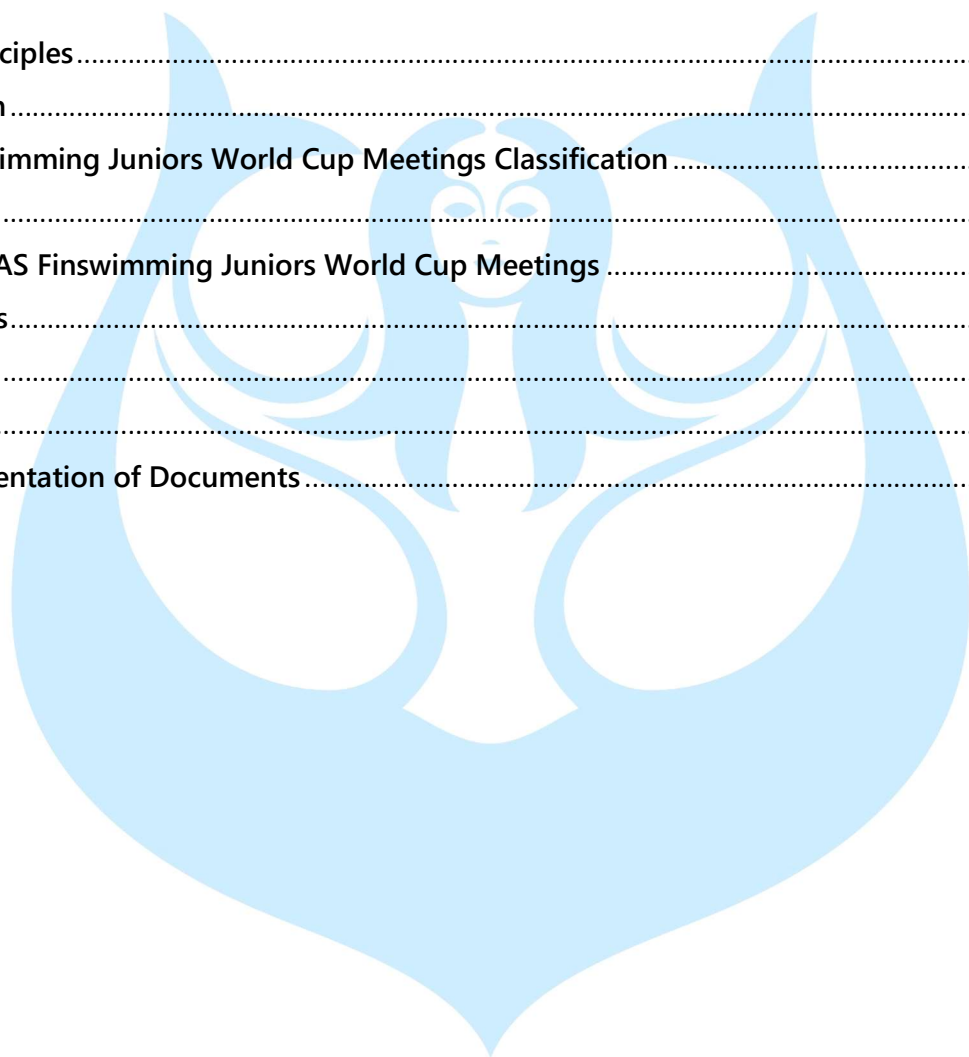 ciples........................................................................................................................
n.................................................................................................................................
imming Juniors World Cup Meetings Classification........................................
.................................................................................................................................
AS Finswimming Juniors World Cup Meetings.................................................
s.................................................................................................................................
.................................................................................................................................
.................................................................................................................................
entation of Documents.........................................................................................